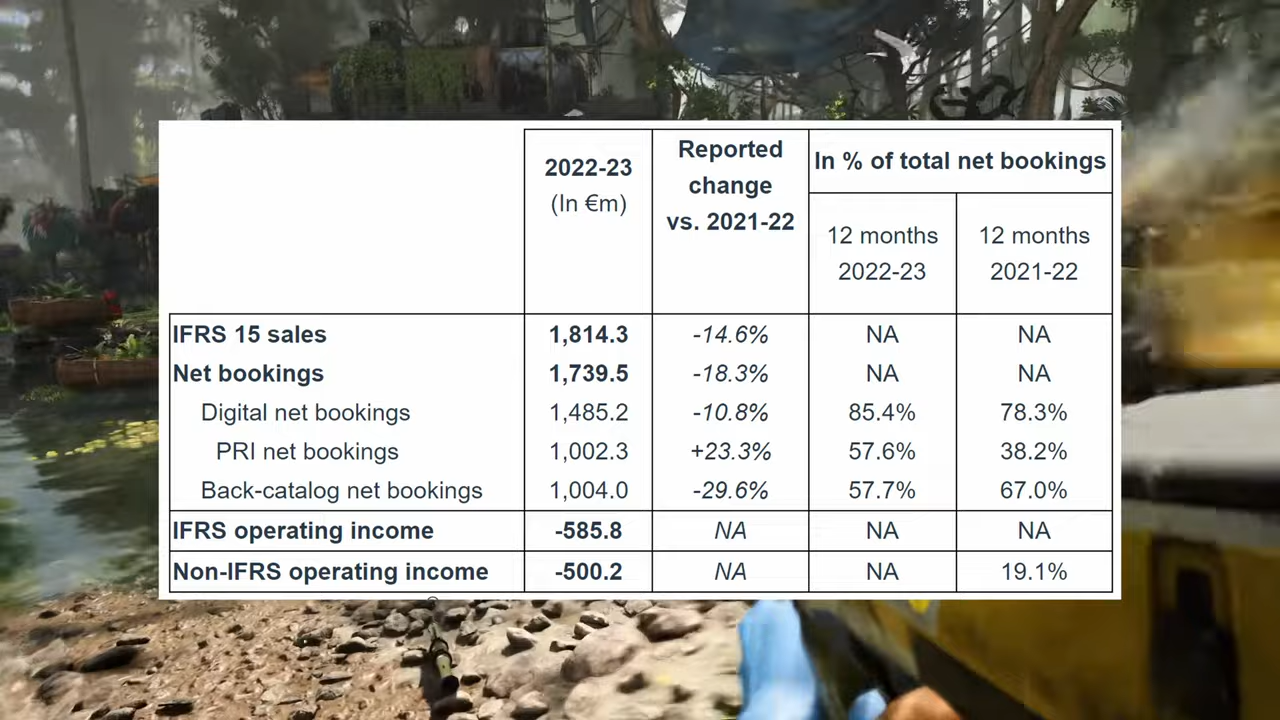 2022-23
(In €m)
Reported
change
vs. 2021-22
In % of total net bookings
12 months
2022-23
12 months
2021-22
IFRS 15 sales 1,814.3 -14.6% NA NA
Net bookings 1,739.5 -18.3% NA NA
Digital net bookings 1,485.2 -10.8% 85.4% 78.3%
PRI net bookings 1,002.3 +23.3% 57.6% 38.2%
Back-catalog net bookings 1,004.0 -29.6% 57.7% 67.0%
IFRS operating income -585.8 NA NA NA
Non-IFRS operating income -500.2 NA NA 19.1%